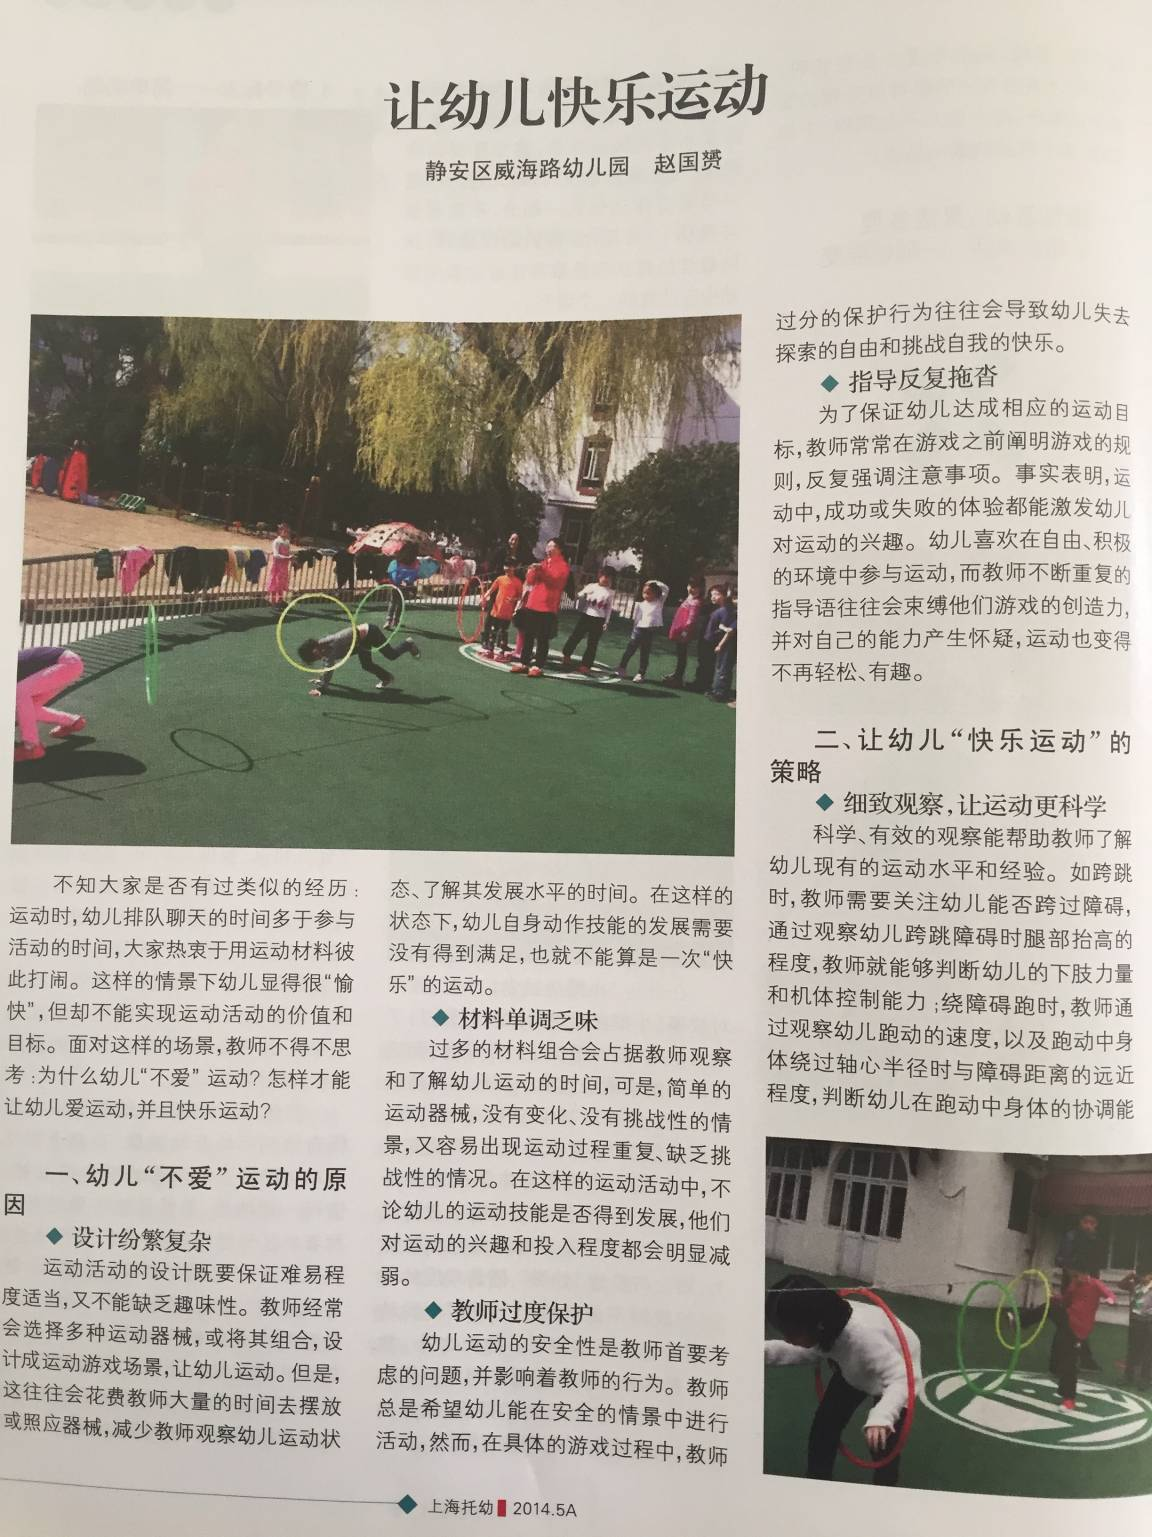 让幼儿快乐运动
静安区威海路幼儿园 赵国赟
不知大家是否有过类似的经历:
运动时,幼儿排队聊天的时间多于参与
活动的时间,大家热衷于用运动材料彼
此打闹。这样的情景下幼儿显得很“愉
快”,但却不能实现运动活动的价值和
目标。面对这样的场景,教师不得不思
考:为什么幼儿“不爱”运动?怎样才能
让幼儿爱运动,并且快乐运动?
一、幼儿“不爱”运动的原
因
◆ 设计纷繁复杂
运动活动的设计既要保证难易程
度适当,又不能缺乏趣味性。教师经常
会选择多种运动器械,或将其组合,设
计成运动游戏场景,让幼儿运动。但是,
这往往会花费教师大量的时间去摆放
或照应器械,减少教师观察幼儿运动状
态、了解其发展水平的时间。在这样的
状态下,幼儿自身动作技能的发展需要
没有得到满足,也就不能算是一次“快
乐”的运动。
◆ 材料单调乏味
过多的材料组合会占据教师观察
和了解幼儿运动的时间,可是,简单的
运动器械,没有变化、没有挑战性的情
景,又容易出现运动过程重复、缺乏挑
战性的情况。在这样的运动活动中,不
论幼儿的运动技能是否得到发展,他们
对运动的兴趣和投入程度都会明显减
弱。
◆ 教师过度保护
幼儿运动的安全性是教师首要考
虑的问题,并影响着教师的行为。教师
总是希望幼儿能在安全的情景中进行
活动,然而,在具体的游戏过程中,教师
过分的保护行为往往会导致幼儿失去
探索的自由和挑战自我的快乐。
◆ 指导反复拖沓
为了保证幼儿达成相应的运动目
标,教师常常在游戏之前阐明游戏的规
则,反复强调注意事项。事实表明,运
动中,成功或失败的体验都能激发幼儿
对运动的兴趣。幼儿喜欢在自由、积极
的环境中参与运动,而教师不断重复的
指导语往往会束缚他们游戏的创造力,
并对自己的能力产生怀疑,运动也变得
不再轻松、有趣。
二、让幼儿“快乐运动”的
策略
◆ 细致观察,让运动更科学
科学、有效的观察能帮助教师了解
幼儿现有的运动水平和经验。如跨跳
时,教师需要关注幼儿能否跨过障碍,
通过观察幼儿跨跳障碍时腿部抬高的
程度,教师就能够判断幼儿的下肢力量
和机体控制能力;绕障碍跑时,教师通
过观察幼儿跑动的速度,以及跑动中身
体绕过轴心半径时与障碍距离的远近
程度,判断幼儿在跑动中身体的协调能
上海托幼 2014.5A